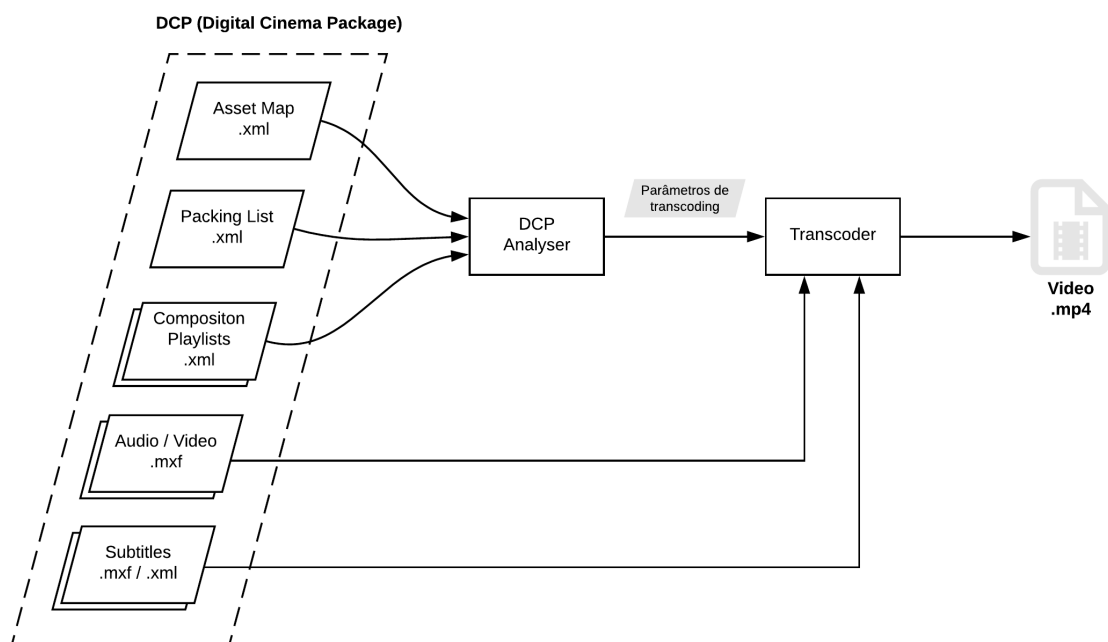 DCP (Digital Cinema Package)
Asset Map
.xml
Packing List
.xml
Compositon
Playlists
.xml
Audio / Video
.mxf
Subtitles
.mxf / .xml
DCP
Analyser
Parâmetros de
transcoding
Transcoder
Video
.mp4